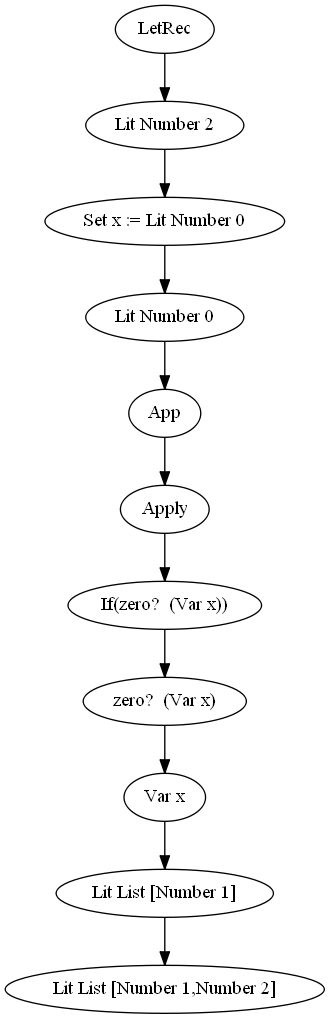 LetRec
Lit Number 2
Set x := Lit Number 0
Lit Number 0
App
Apply
If(zero?  (Var x))
zero?  (Var x)
Var x
Lit List [Number 1]
Lit List [Number 1,Number 2]